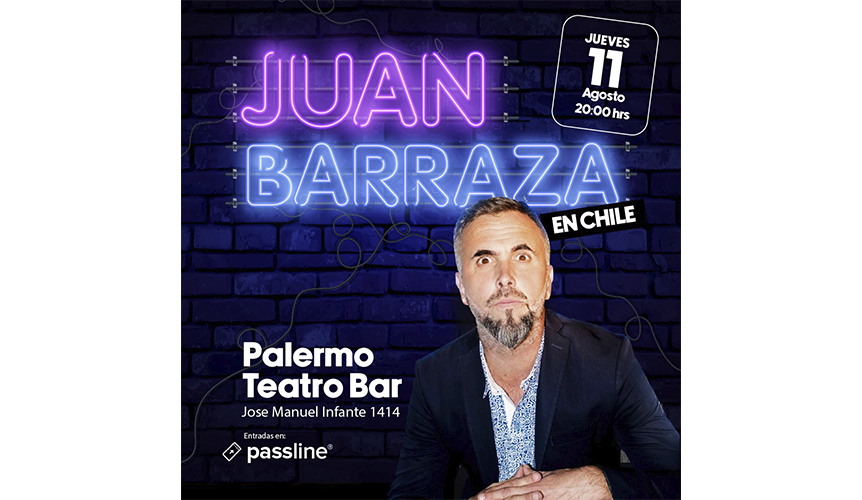 JUAN
BARRAZA
EN CHILE
JUEVES
11
Agosto
20:00 hrs
Palermo
Teatro Bar
Jose Manuel Infante 1414
Entradas en:
passline®